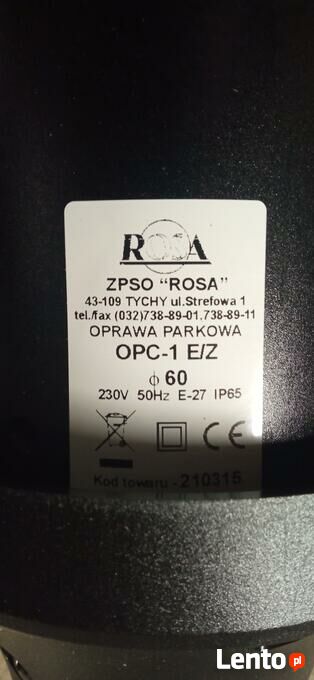 ROSA
ZPSO "ROSA"
43-109 TYCHY ul.Strefowa 1
tel./fax (032)738-89-01.738-89-11
OPRAWA PARKOWA
OPC-1 E/Z
ϕ 60
230V 50Hz E-27 IP65
CE
Kod towaru - 210315
Lento.pl